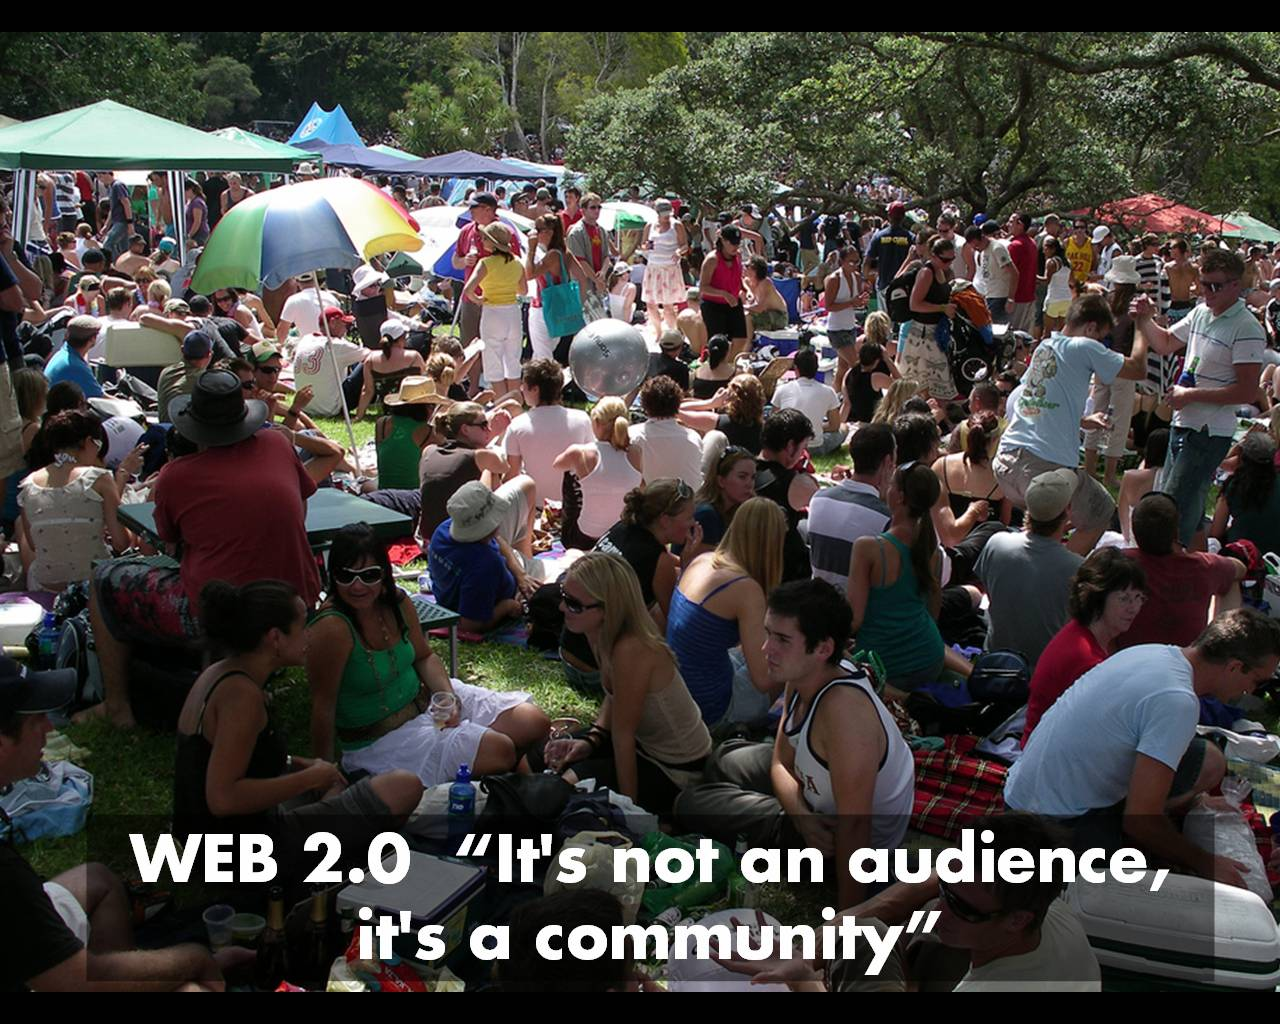 WEB 2.0 “It's not an audience,
it's a community”